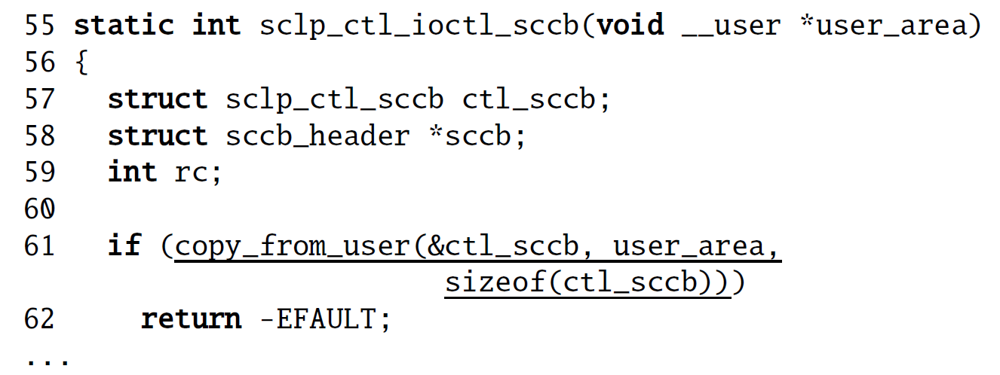 55 static int sclp_ctl_ioctl_sccb(void __user *user_area)
56 {
57   struct sclp_ctl_sccb ctl_sccb;
58   struct sccb_header *sccb;
59   int rc;
60
61   if (copy_from_user(&ctl_sccb, user_area,
                         sizeof(ctl_sccb)))
62     return -EFAULT;
...